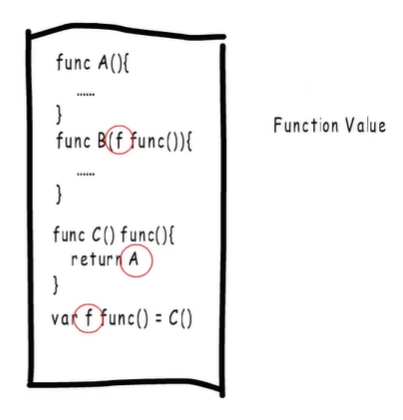 func A(){
......
}
func B(f func()){
......
}
func C() func(){
return A
}
var f func() = C()
Function Value